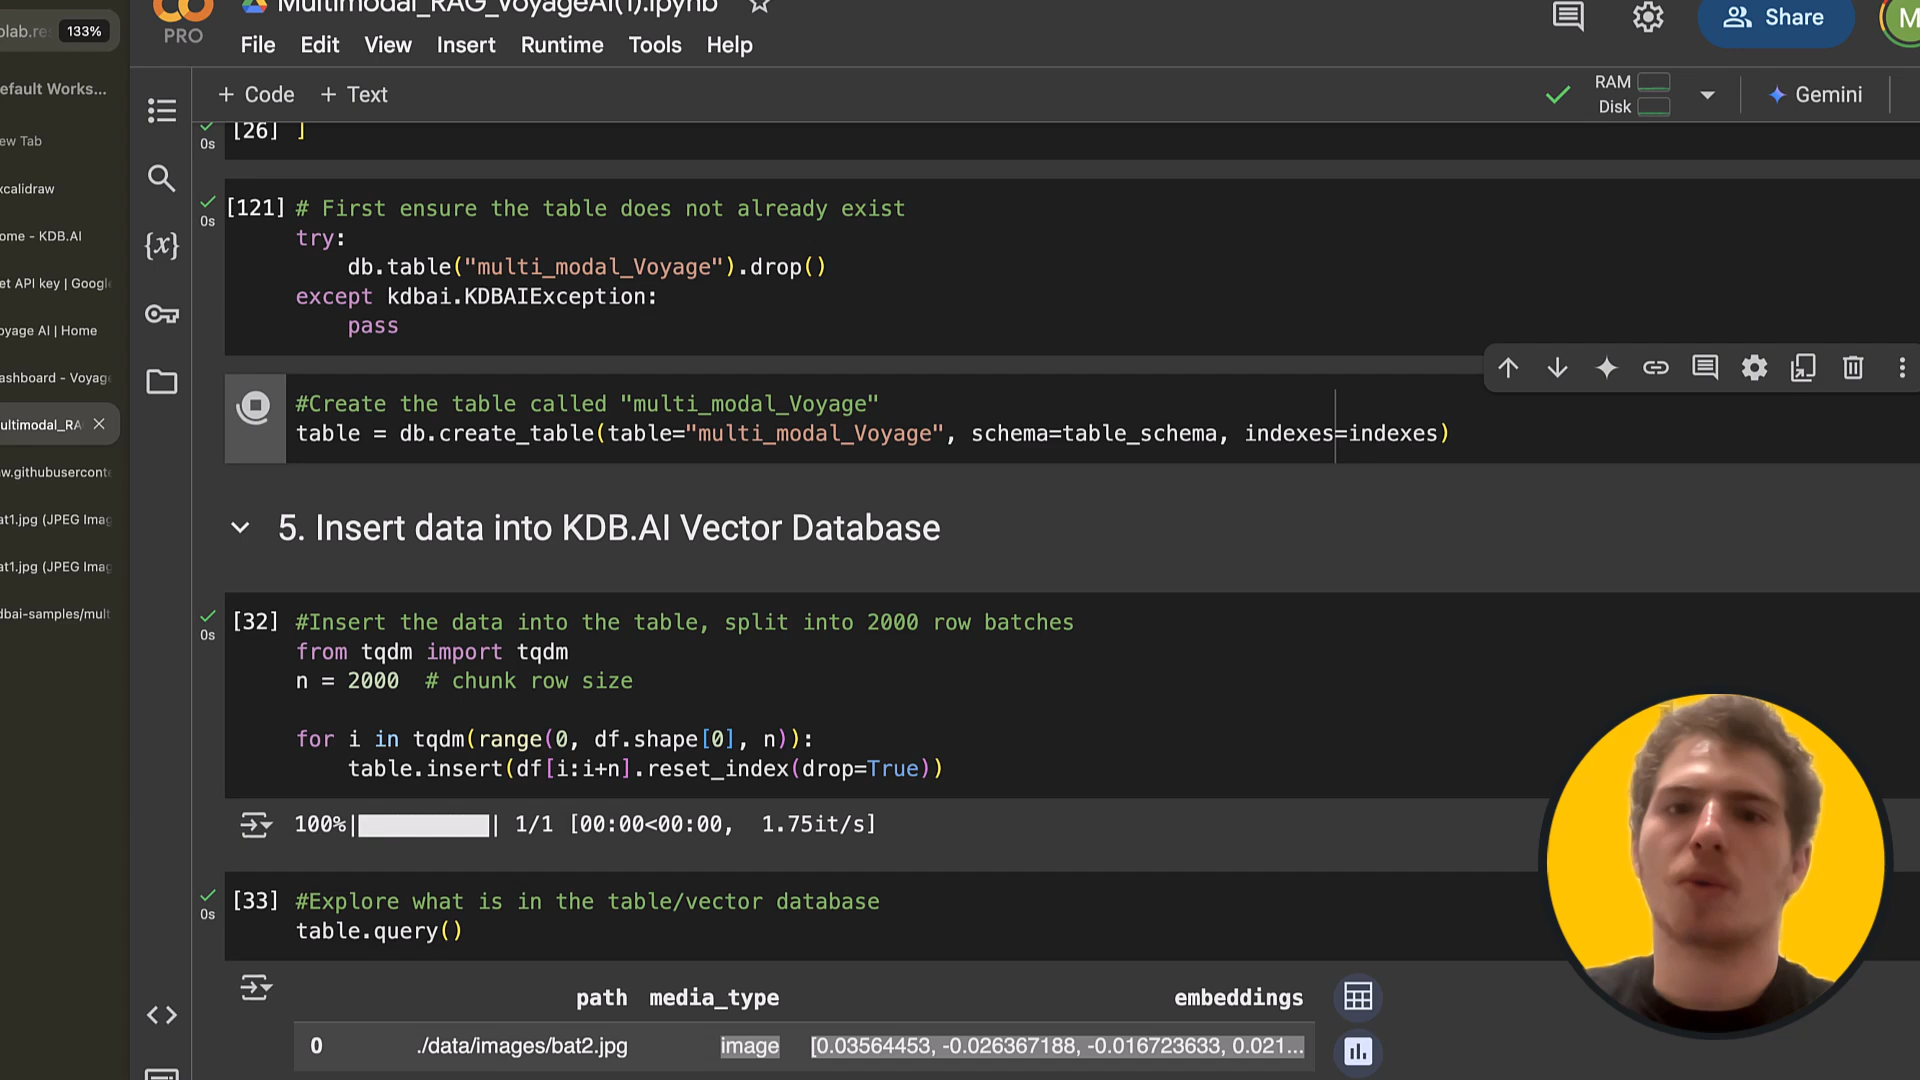 olab.re 133%
Multimodal_RAG_VoyageAI(1).ipynb
PRO
File Edit View Insert Runtime Tools Help
Share
M
efault Works...
ew Tab
xcalidraw
ome - KDB.AI
et API key | Googl
oyage AI | Home
ashboard - Voyag
ultimodal_RA
w.githubuserconte
at1.jpg (JPEG Imag
at1.jpg (JPEG Imag
dbai-samples/mult
+ Code + Text
RAM
Disk
Gemini
[26] ]
0s
[121] # First ensure the table does not already exist
0s
try:
db.table("multi_modal_Voyage").drop()
except kdbai.KDBAIException:
pass
#Create the table called "multi_modal_Voyage"
table = db.create_table(table="multi_modal_Voyage", schema=table_schema, indexes=indexes)
5. Insert data into KDB.AI Vector Database
[32] #Insert the data into the table, split into 2000 row batches
0s
from tqdm import tqdm
n = 2000 # chunk row size
for i in tqdm(range(0, df.shape[0], n)):
table.insert(df[i:i+n].reset_index(drop=True))
100%| | 1/1 [00:00<00:00, 1.75it/s]
[33] #Explore what is in the table/vector database
0s
table.query()
path media_type embeddings
0 ./data/images/bat2.jpg image [0.03564453, -0.026367188, -0.016723633, 0.021...